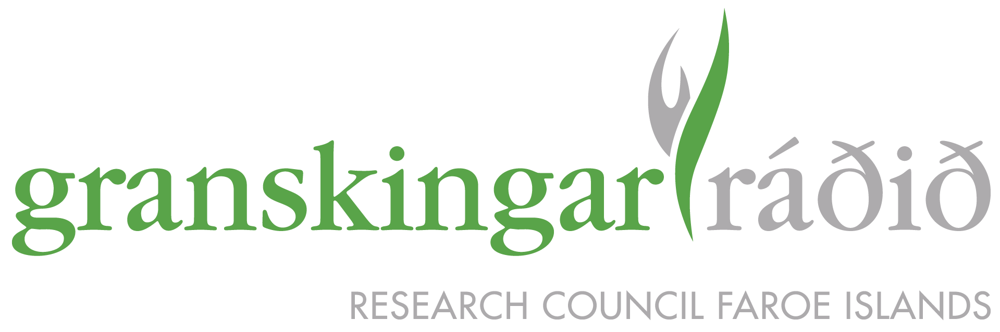 granskingarráðið
RESEARCH COUNCIL FAROE ISLANDS